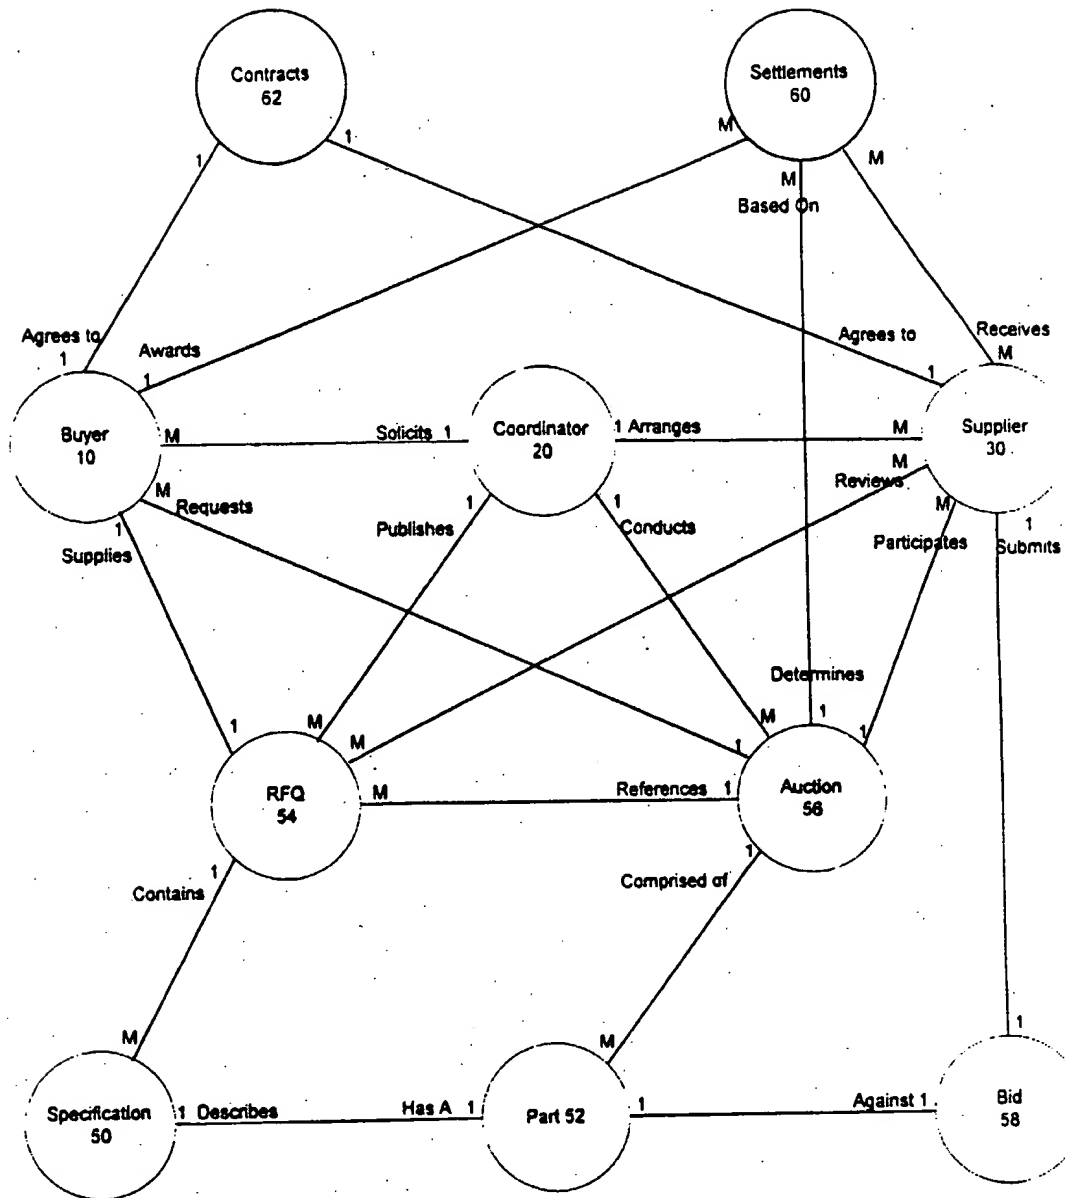 Contracts
62
Settlements
60
1
1
M
M
M
Based On
Agrees to
1
Awards
1
Agrees to
1
Receives
M
Buyer
10
M
Solicits 1
Coordinator
20
1 Arranges
M
Supplier
30
M
Requests
1
Supplies
Publishes
1
1
Conducts
M
Reviews
M
Participates
1
Submits
1
M
M
Determines
M
1
1
1
RFQ
54
M
References 1
Auction
56
1
Contains
1
Comprised of
M
M
1
Specification
50
1 Describes
Has A 1
Part 52
1
Against 1
Bid
58